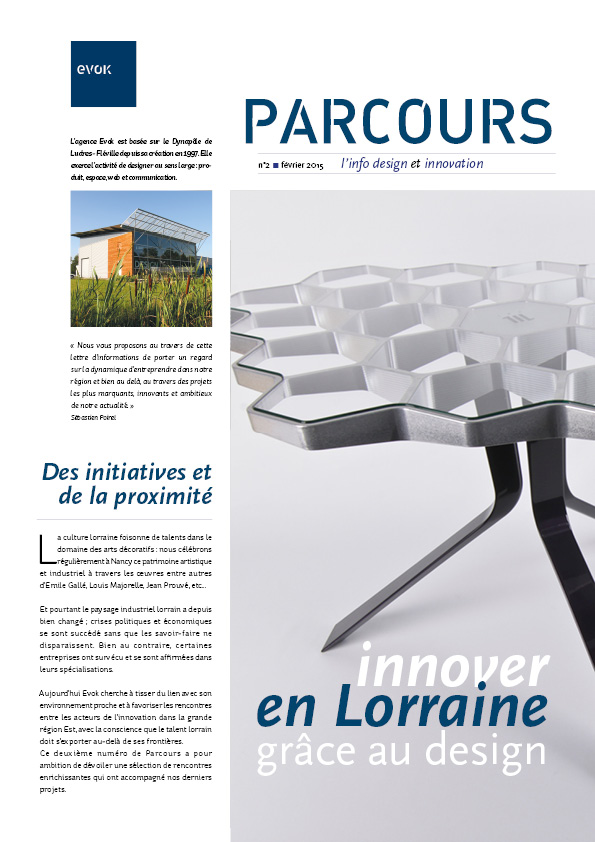 evok
PARCOURS
n°2 ■ février 2015 l'info design et innovation
L'agence Evok est basée sur le Dynapôle de
Ludres - Fléville depuis sa création en 1997. Elle
exerce l'activité de designer au sens large : pro-
duit, espace, web et communication.
« Nous vous proposons au travers de cette
lettre d'informations de porter un regard
sur la dynamique d'entreprendre dans notre
région et bien au delà, au travers des projets
les plus marquants, innovants et ambitieux
de notre actualité. »
Sébastien Poirel
Des initiatives et
de la proximité
La culture lorraine foisonne de talents dans le
domaine des arts décoratifs : nous célébrons
régulièrement à Nancy ce patrimoine artistique
et industriel à travers les œuvres entre autres
d'Emile Gallé, Louis Majorelle, Jean Prouvé, etc...
Et pourtant le paysage industriel lorrain a depuis
bien changé ; crises politiques et économiques
se sont succédé sans que les savoir-faire ne
disparaissent. Bien au contraire, certaines
entreprises ont survécu et se sont affirmées dans
leurs spécialisations.
Aujourd'hui Evok cherche à tisser du lien avec son
environnement proche et à favoriser les rencontres
entre les acteurs de l'innovation dans la grande
région Est, avec la conscience que le talent lorrain
doit s'exporter au-delà de ses frontières.
Ce deuxième numéro de Parcours a pour
ambition de dévoiler une sélection de rencontres
enrichissantes qui ont accompagné nos derniers
projets.
innover
en Lorraine
grâce au design